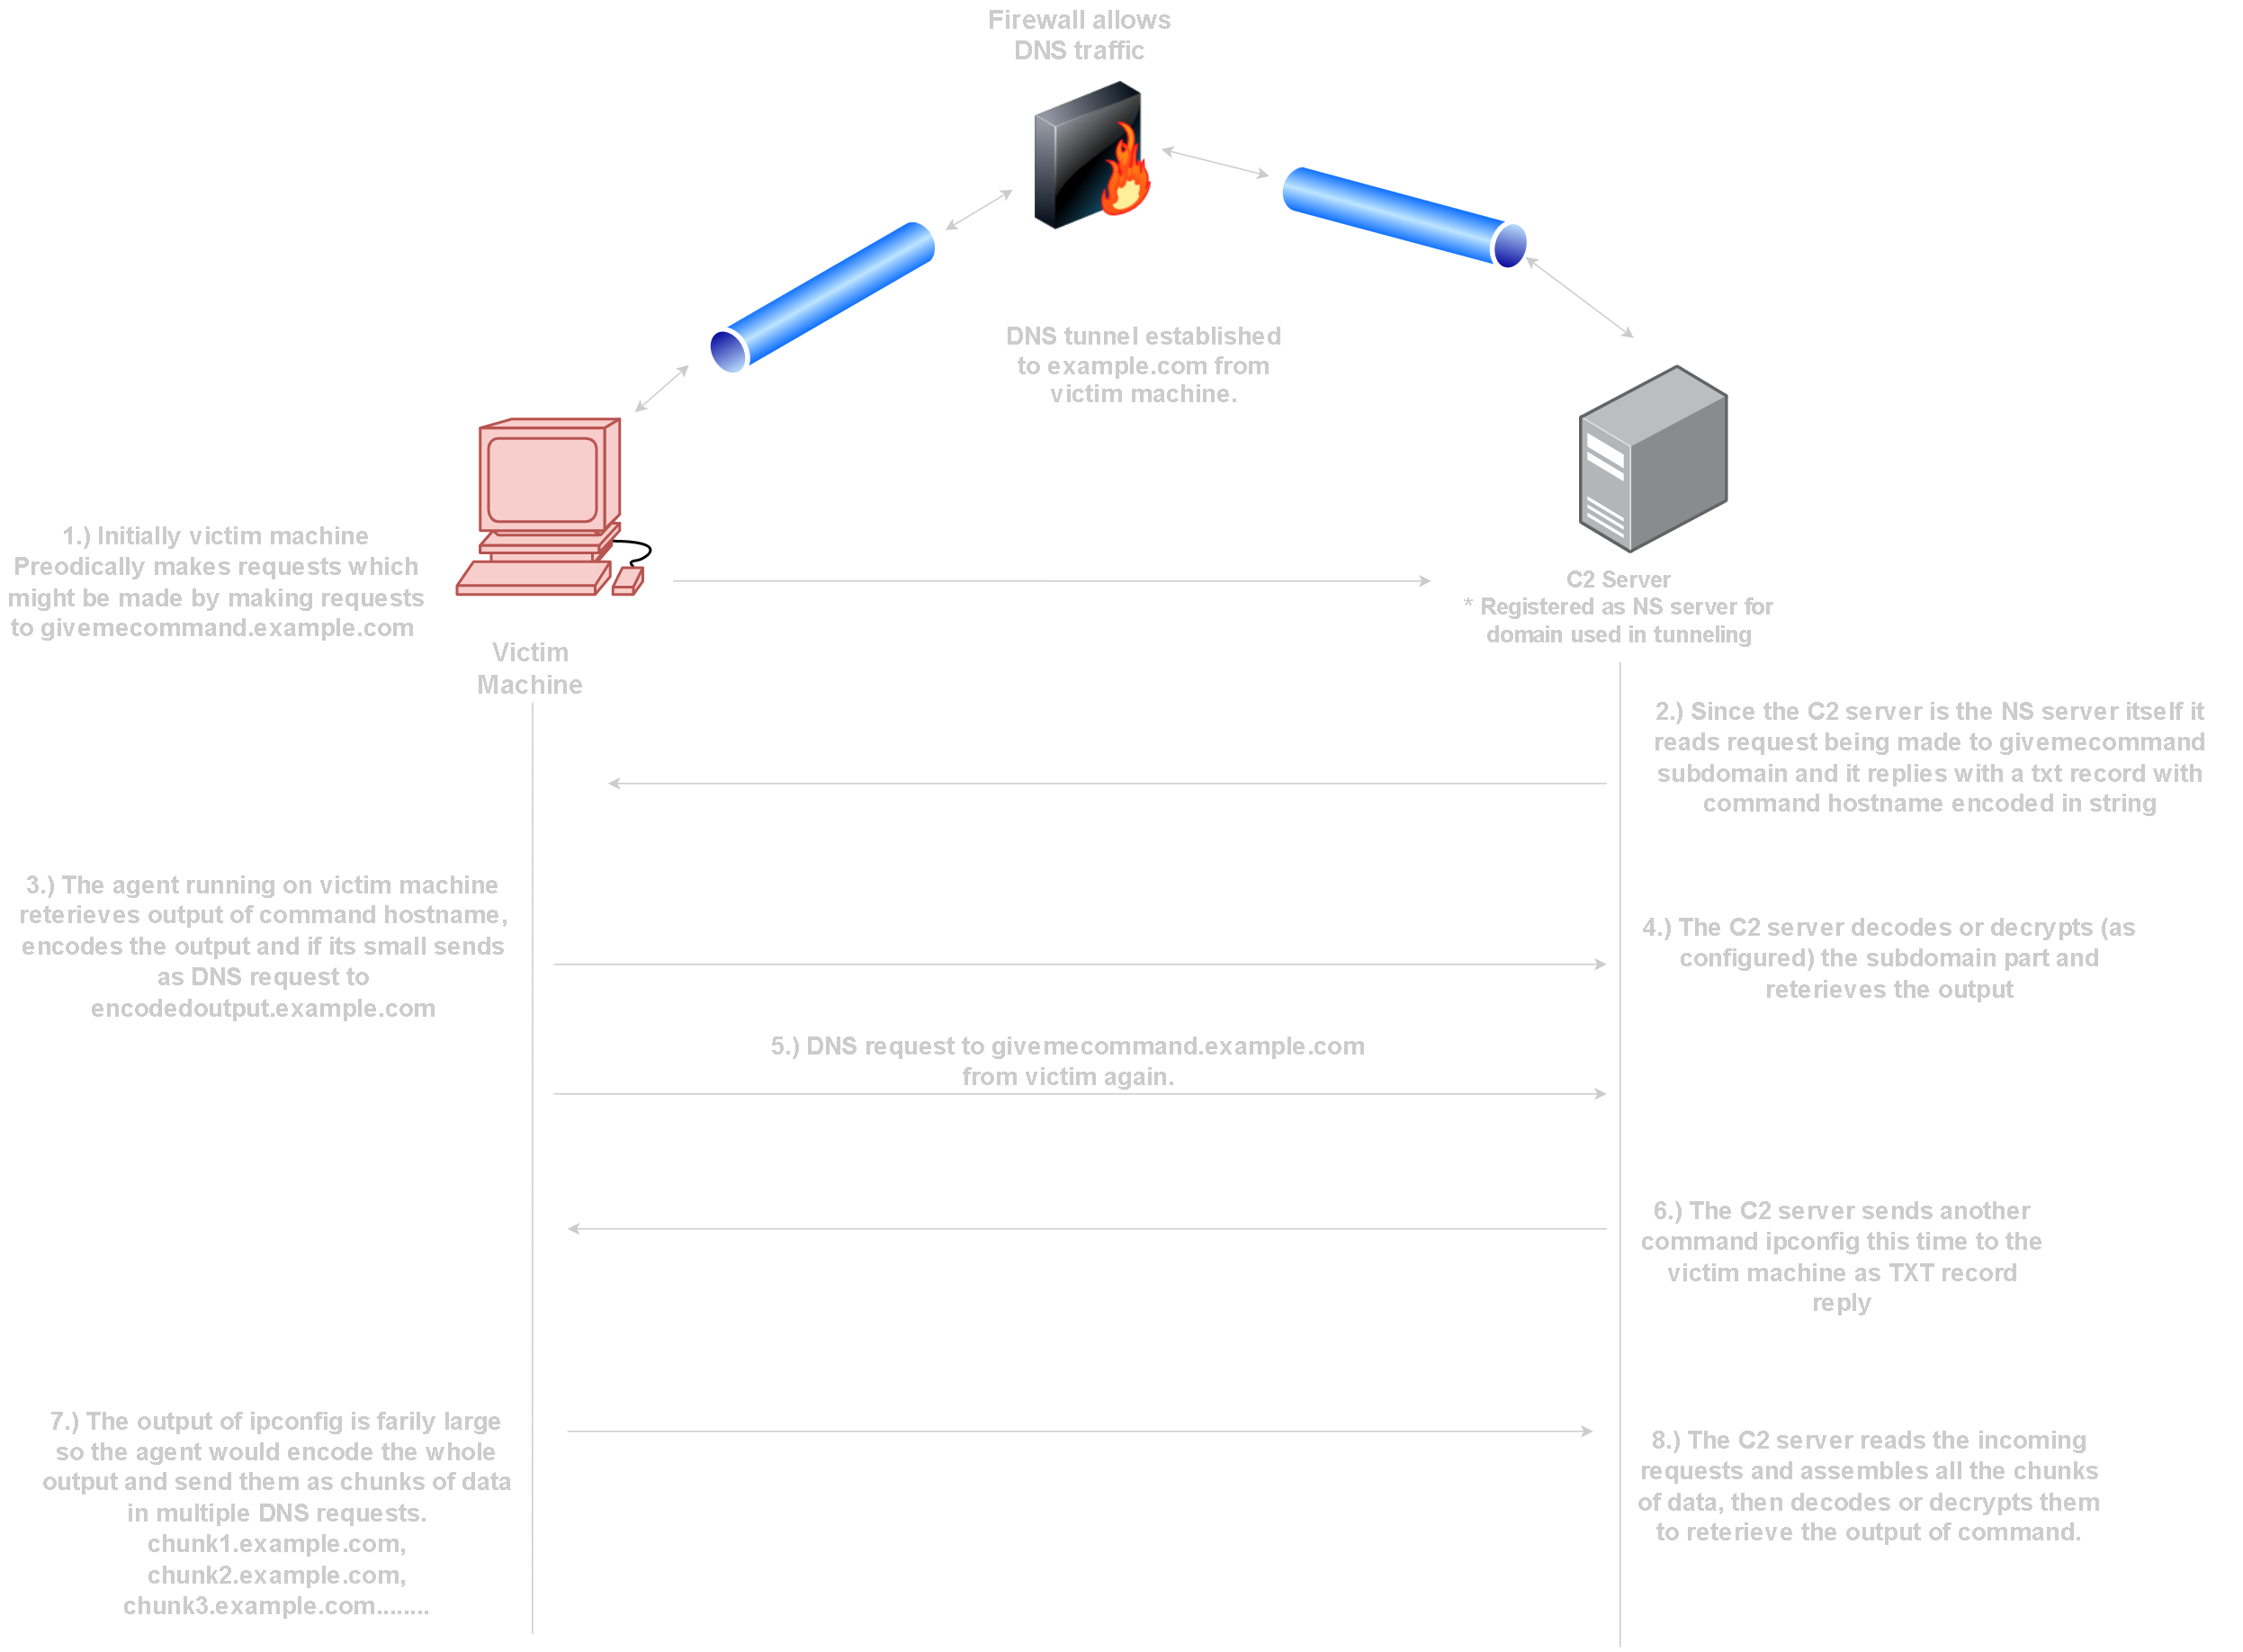 Firewall allows
DNS traffic
DNS tunnel established
to example.com from
victim machine.
1.) Initially victim machine
Preodically makes requests which
might be made by making requests
to givemecommand.example.com
Victim
Machine
C2 Server
* Registered as NS server for
domain used in tunneling
2.) Since the C2 server is the NS server itself it
reads request being made to givemecommand
subdomain and it replies with a txt record with
command hostname encoded in string
3.) The agent running on victim machine
reterieves output of command hostname,
encodes the output and if its small sends
as DNS request to
encodedoutput.example.com
4.) The C2 server decodes or decrypts (as
configured) the subdomain part and
reterieves the output
5.) DNS request to givemecommand.example.com
from victim again.
6.) The C2 server sends another
command ipconfig this time to the
victim machine as TXT record
reply
7.) The output of ipconfig is farily large
so the agent would encode the whole
output and send them as chunks of data
in multiple DNS requests.
chunk1.example.com,
chunk2.example.com,
chunk3.example.com........
8.) The C2 server reads the incoming
requests and assembles all the chunks
of data, then decodes or decrypts them
to reterieve the output of command.